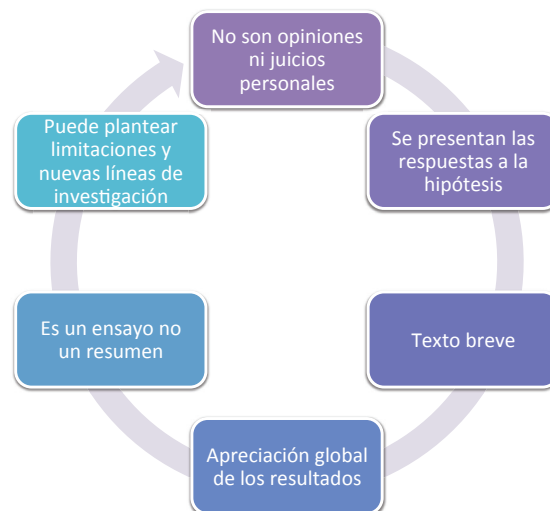 No son opiniones
ni juicios
personales
Se presentan las
respuestas a la
hipótesis
Texto breve
Apreciación global
de los resultados
Es un ensayo no
un resumen
Puede plantear
limitaciones y
nuevas líneas de
investigación